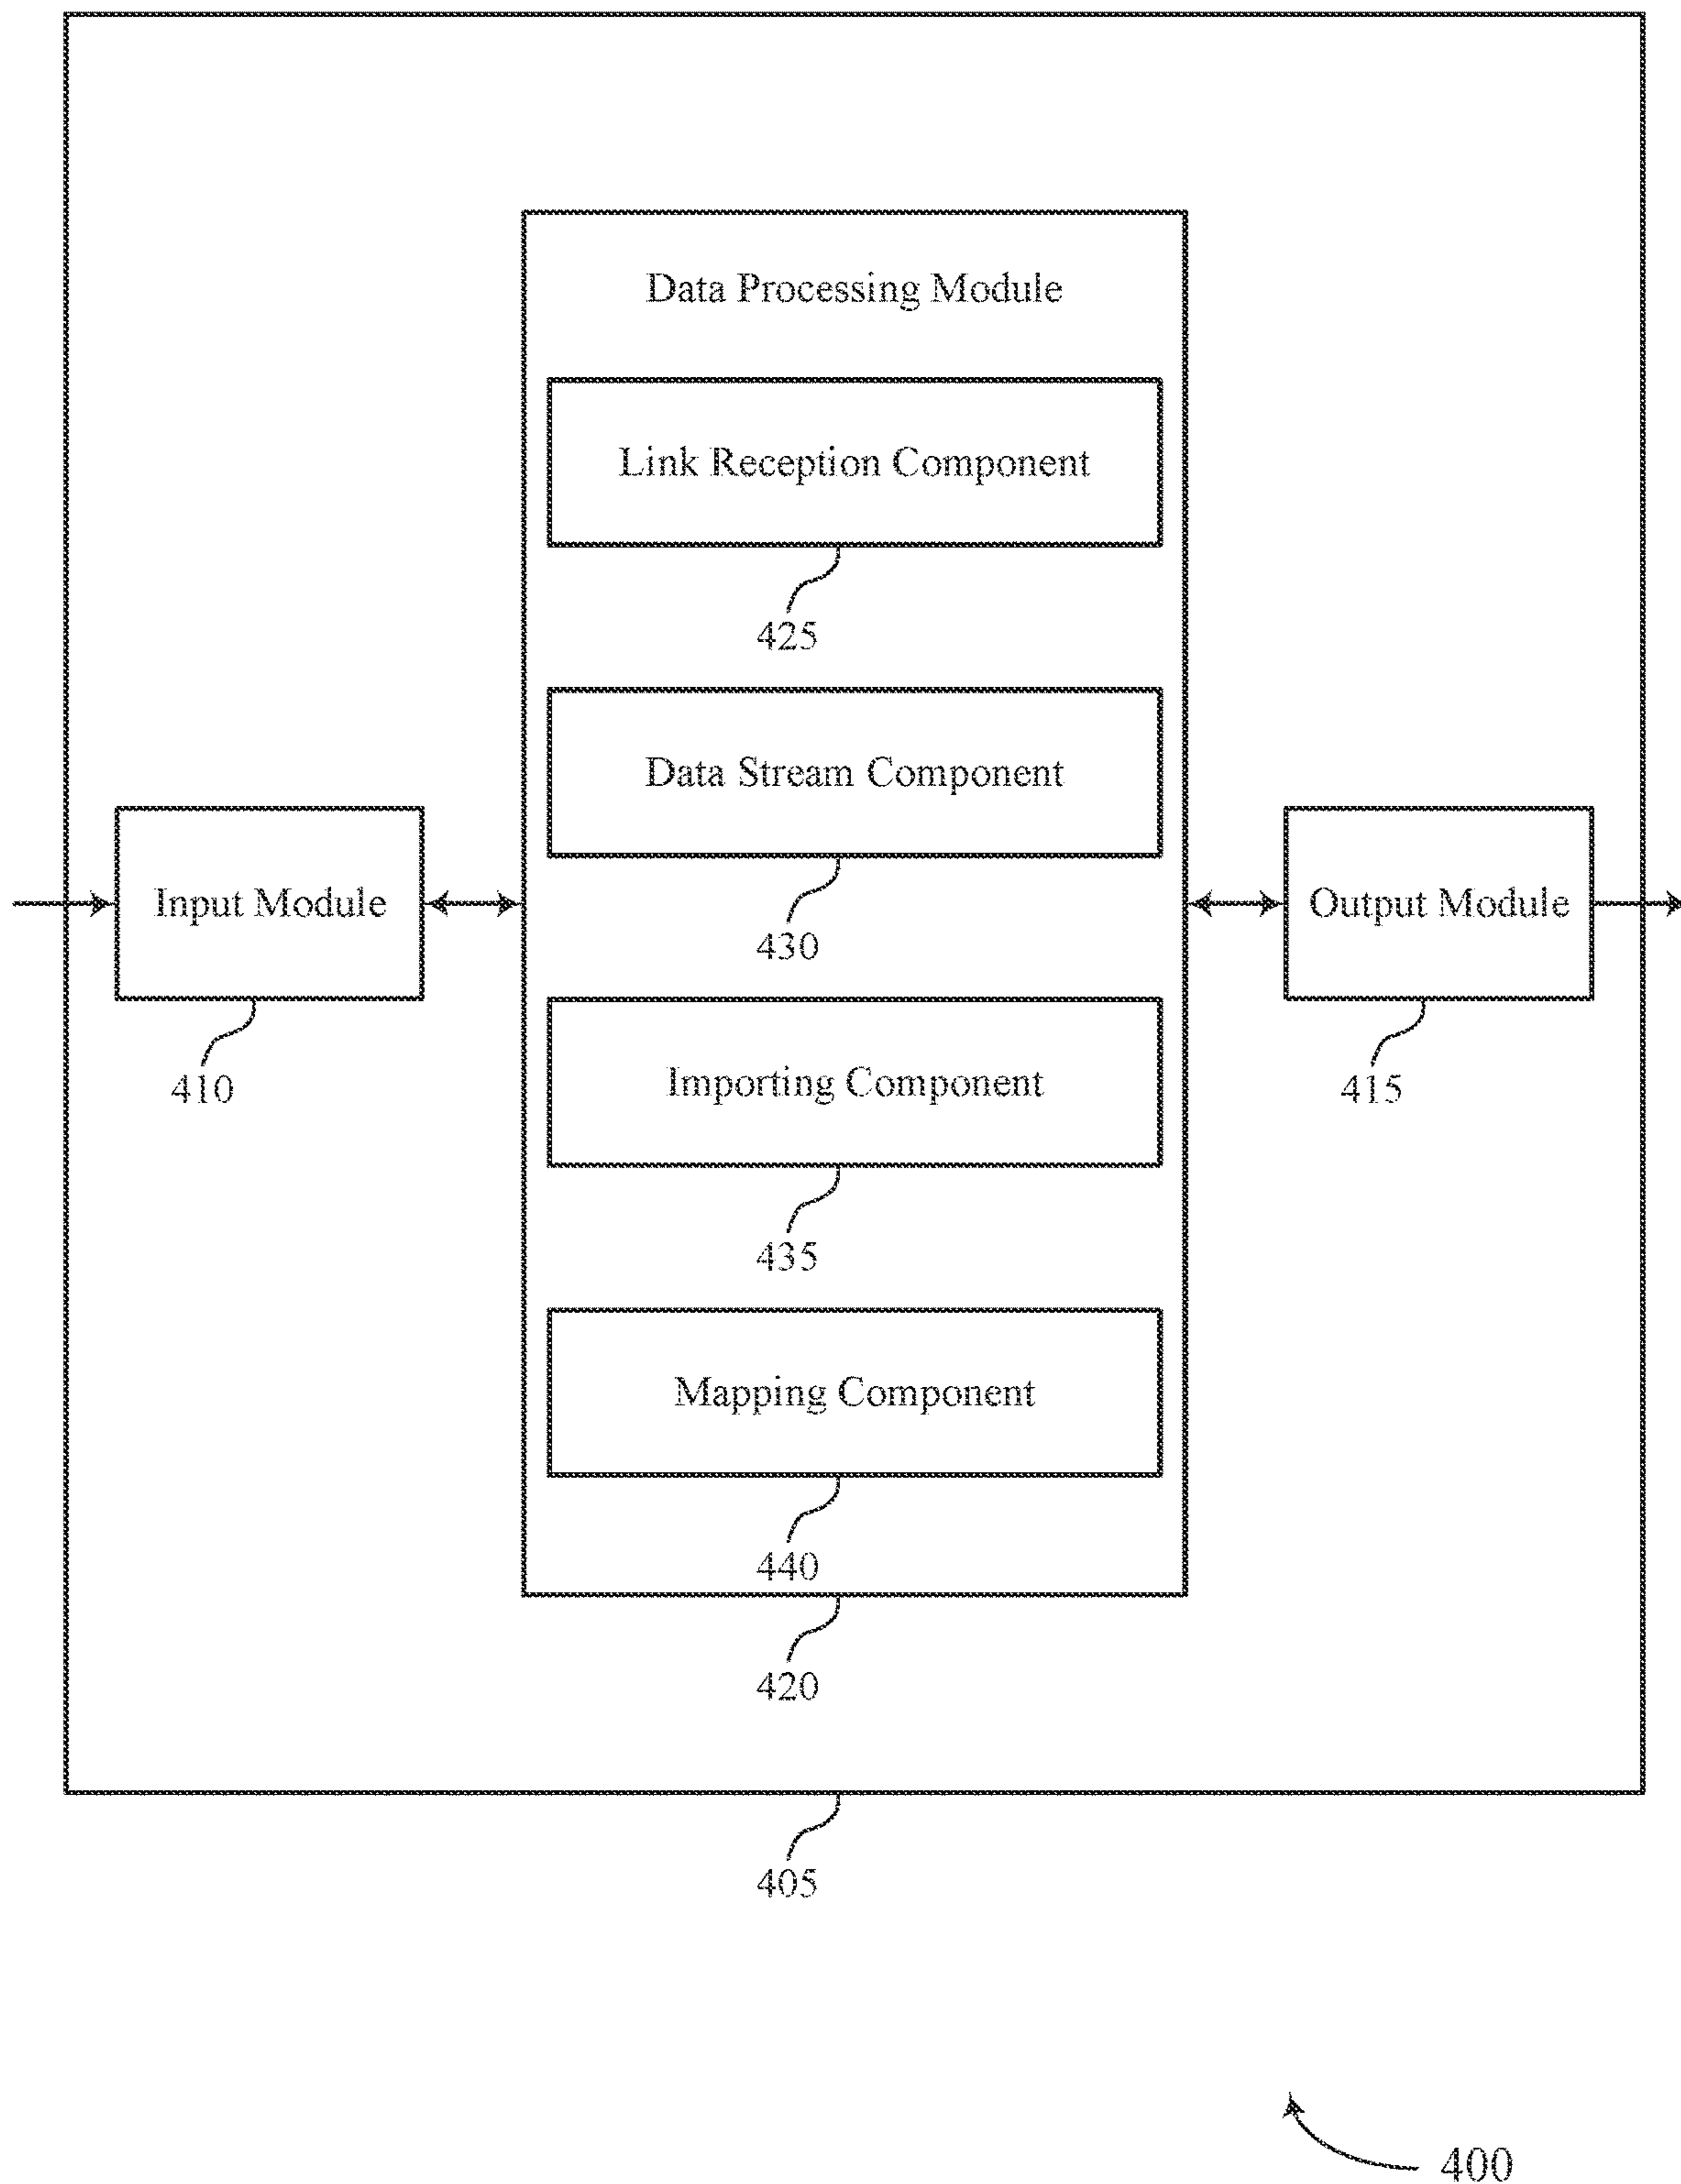 Data Processing Module
Link Reception Component
425
Data Stream Component
430
Input Module
410
Output Module
415
Importing Component
435
Mapping Component
440
420
405
400